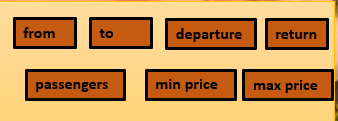 from to departure return
passengers min price max price